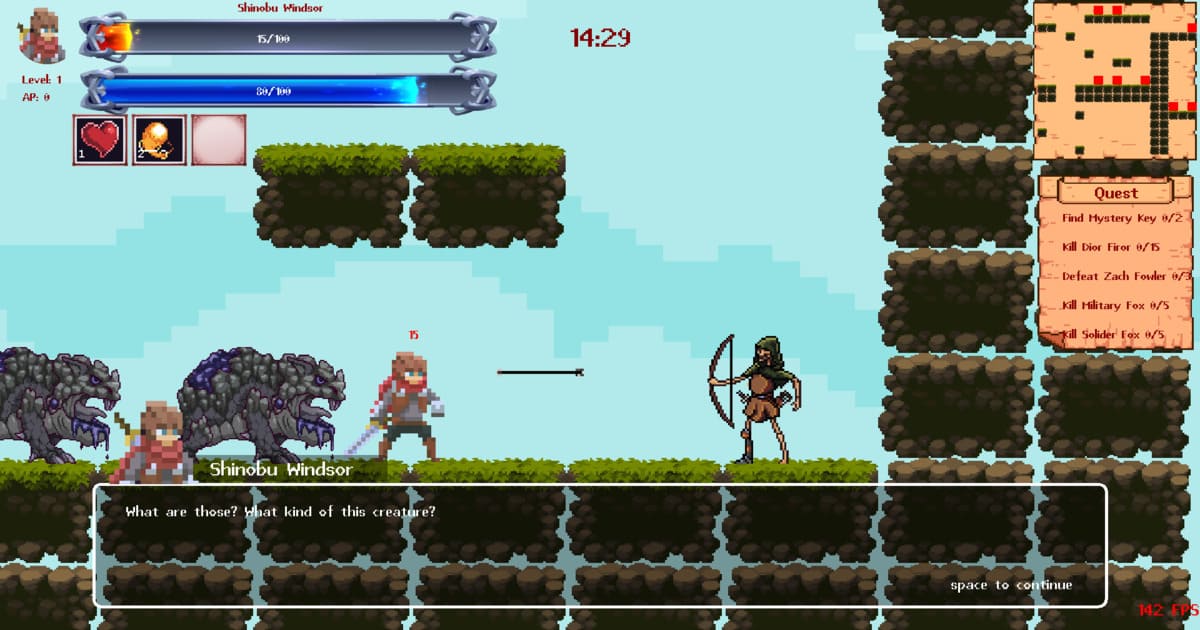 Shinobu Windsor
15/100
14:29
Level: 1
AP: 0
80/100
1
2
Quest
Find Mystery Key 0/2
Kill Dior Firor 0/15
Defeat Zach Fowler 0/3
Kill Military Fox 0/5
Kill Solider Fox 0/5
15
Shinobu Windsor
What are those? What kind of this creature?
space to continue
142 FPS